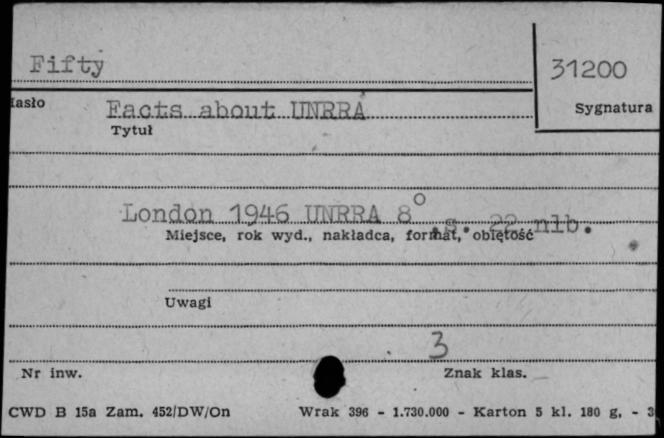 Fifty
31200
asło
Facts about UNRRA
Sygnatura
Tytuł
London 1946 UNRRA 8° .s. 22 nlb.
Miejsce, rok wyd., nakładca, format, objętość
Uwagi
3
Nr inw.
Znak klas.
CWD B 15a Zam. 452/DW/On Wrak 396 - 1.730.000 - Karton 5 kl. 180 g, - 3